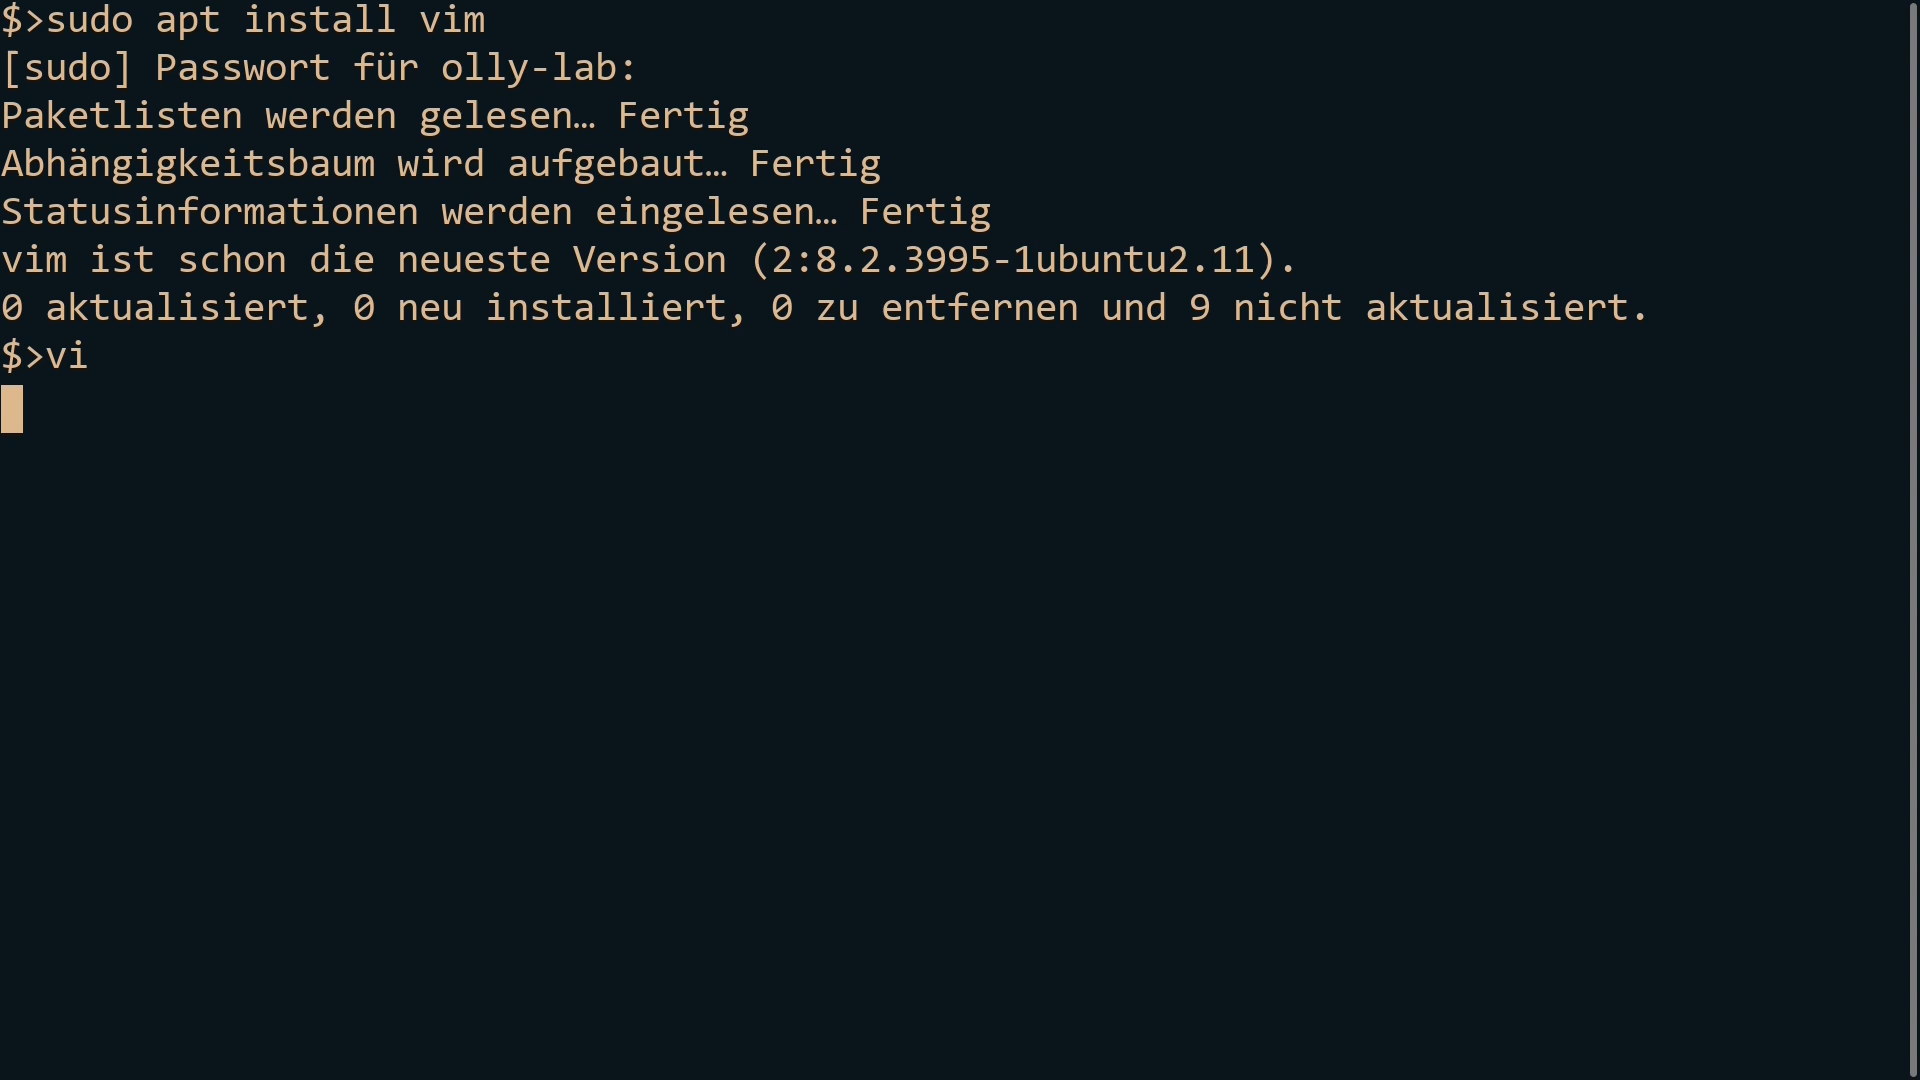 $>sudo apt install vim
[sudo] Passwort für olly-lab:
Paketlisten werden gelesen… Fertig
Abhängigkeitsbaum wird aufgebaut… Fertig
Statusinformationen werden eingelesen… Fertig
vim ist schon die neueste Version (2:8.2.3995-1ubuntu2.11).
0 aktualisiert, 0 neu installiert, 0 zu entfernen und 9 nicht aktualisiert.
$>vi